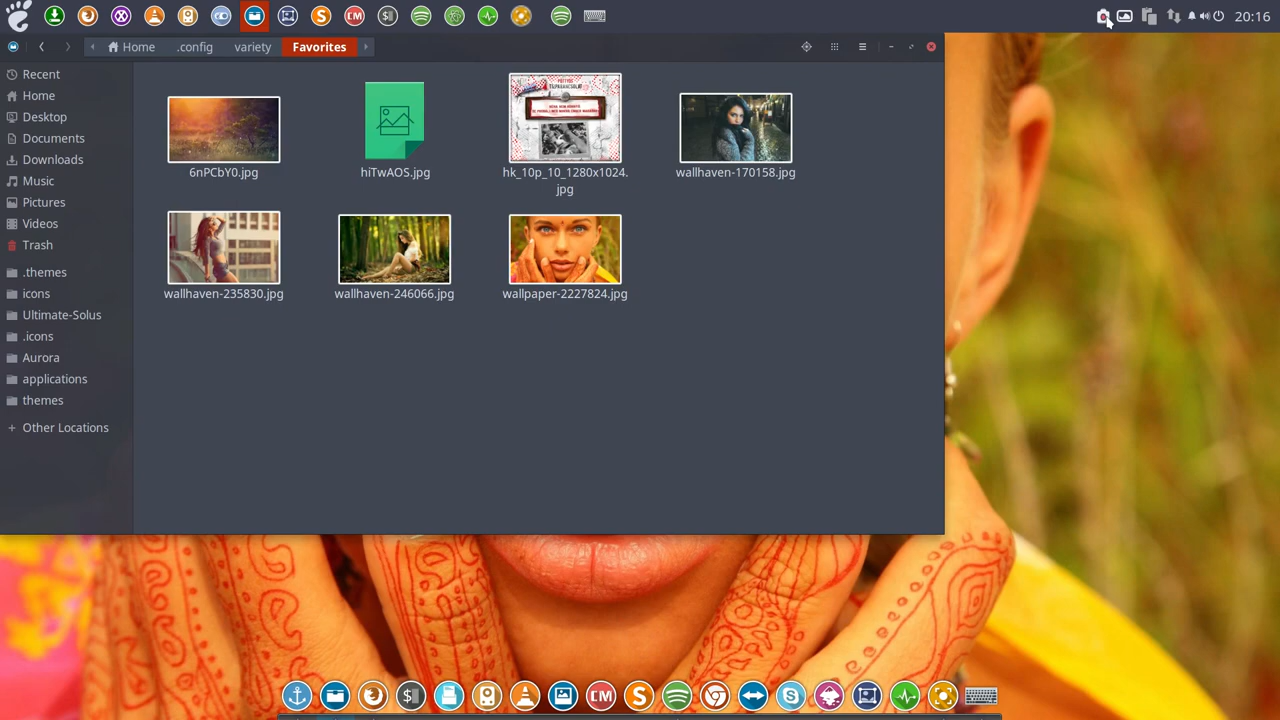 20:16
Home .config variety Favorites
Recent
Home
Desktop
Documents
Downloads
Music
Pictures
Videos
Trash
.themes
icons
Ultimate-Solus
.icons
Aurora
applications
themes
+ Other Locations
6nPCbY0.jpg
hiTwAOS.jpg
hk_10p_10_1280x1024.
jpg
wallhaven-170158.jpg
wallhaven-235830.jpg
wallhaven-246066.jpg
wallpaper-2227824.jpg